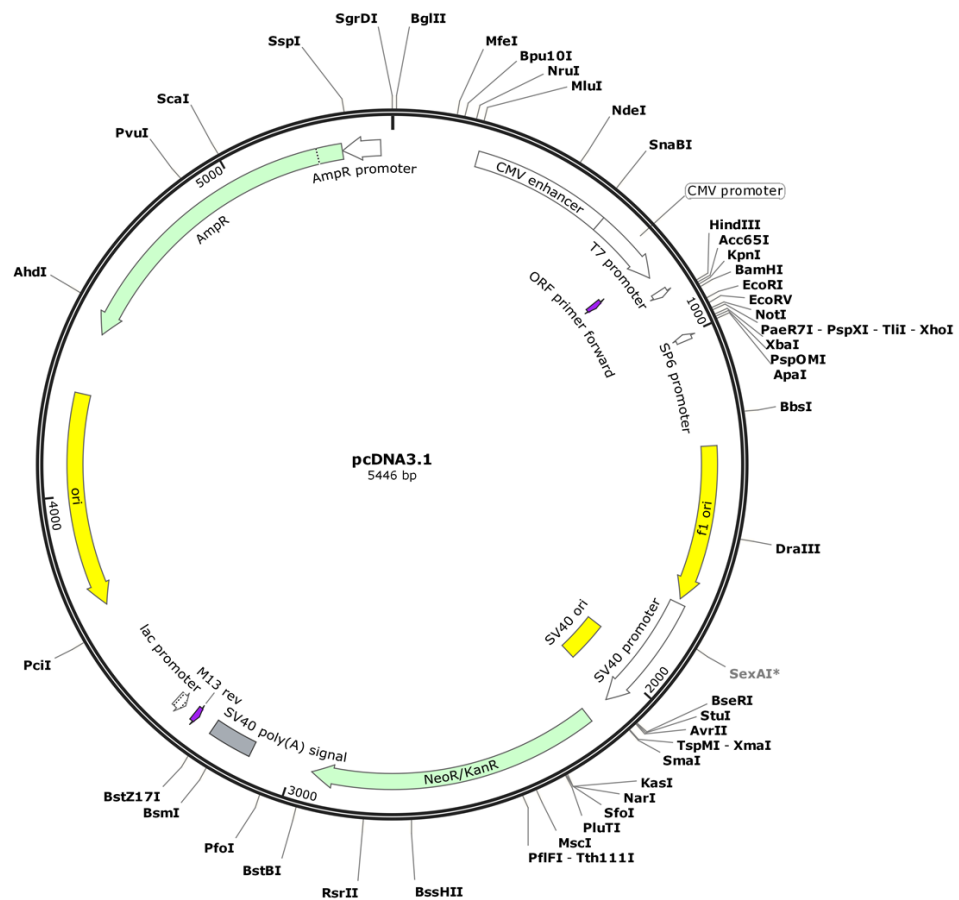 SgrDI
BglII
SspI
MfeI
Bpu10I
NruI
MluI
ScaI
NdeI
PvuI
SnaBI
5000
AmpR promoter
CMV enhancer
CMV promoter
AmpR
HindIII
Acc65I
KpnI
BamHI
EcoRI
EcoRV
NotI
PaeR7I - PspXI - TliI - XhoI
XbaI
PspOMI
ApaI
T7 promoter
AhdI
ORF primer forward
1000
SP6 promoter
BbsI
pcDNA3.1
5446 bp
ori
4000
f1 ori
DraIII
SV40 ori
SV40 promoter
PciI
lac promoter
M13 rev
SexAI*
2000
BseRI
StuI
AvrII
TspMI - XmaI
SmaI
SV40 poly(A) signal
NeoR/KanR
KasI
NarI
SfoI
PluTI
MscI
PflFI - Tth111I
3000
BstZ17I
BsmI
PfoI
BstBI
RsrII
BssHII